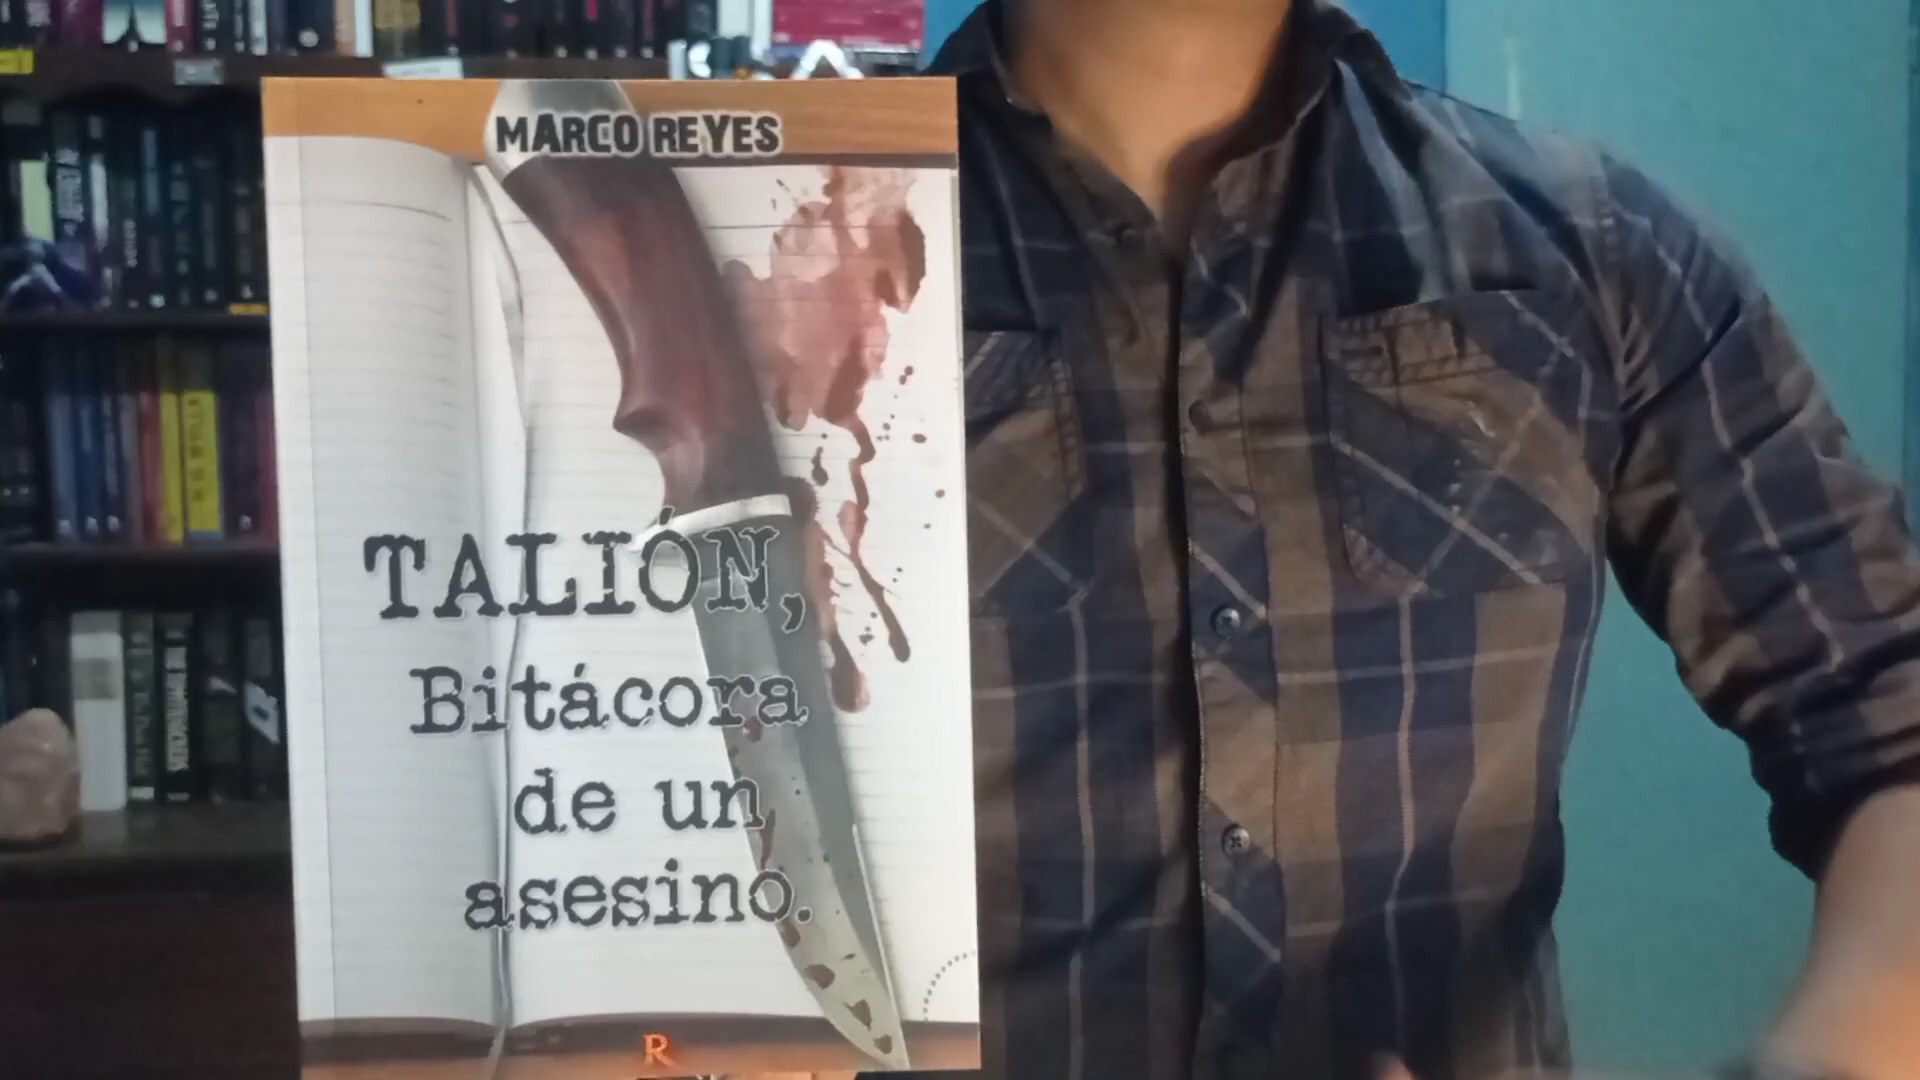 MARCO REYES
TALIÓN,
Bitácora
de un
asesino.
R